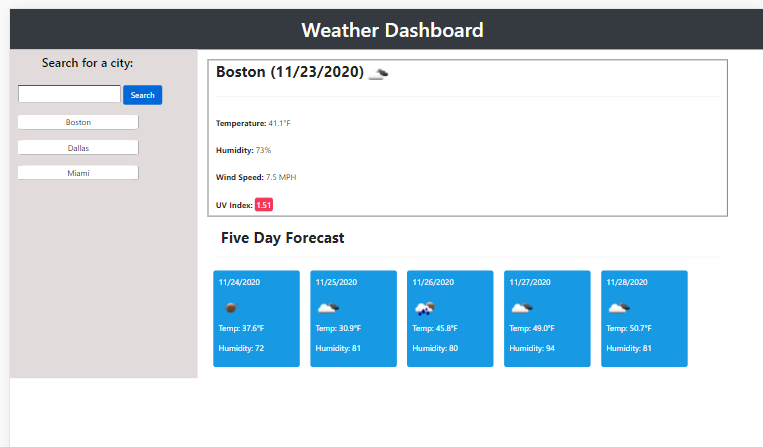 Weather Dashboard
Search for a city:
Search
Boston
Dallas
Miami
Boston (11/23/2020)
Temperature: 41.1°F
Humidity: 73%
Wind Speed: 7.5 MPH
UV Index: 1.51
Five Day Forecast
11/24/2020
Temp: 37.6°F
Humidity: 72
11/25/2020
Temp: 30.9°F
Humidity: 81
11/26/2020
Temp: 45.8°F
Humidity: 80
11/27/2020
Temp: 49.0°F
Humidity: 94
11/28/2020
Temp: 50.7°F
Humidity: 81